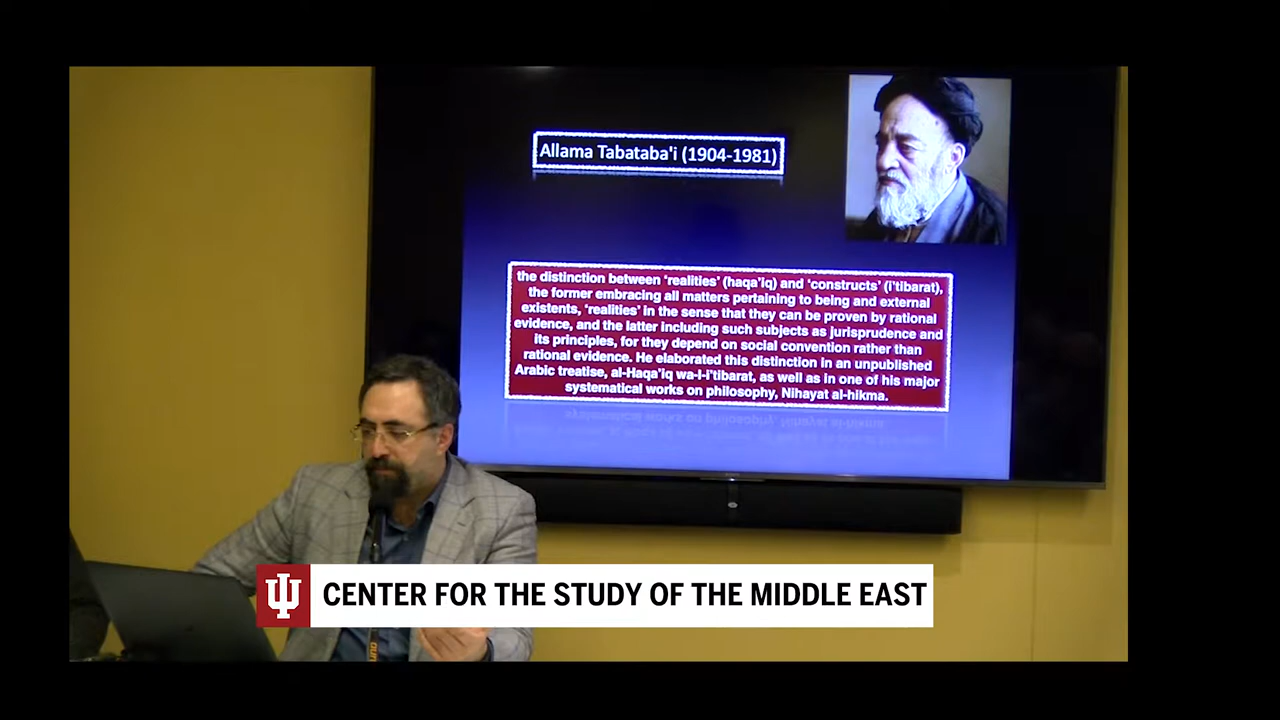 Allama Tabataba'i (1904-1981)
the distinction between 'realities' (haqa'iq) and 'constructs' (i'tibarat),
the former embracing all matters pertaining to being and external
existents, 'realities' in the sense that they can be proven by rational
evidence, and the latter including such subjects as jurisprudence and
its principles, for they depend on social convention rather than
rational evidence. He elaborated this distinction in an unpublished
Arabic treatise, al-Haqa'iq wa-l-i'tibarat, as well as in one of his major
systematical works on philosophy, Nihayat al-hikma.
CENTER FOR THE STUDY OF THE MIDDLE EAST